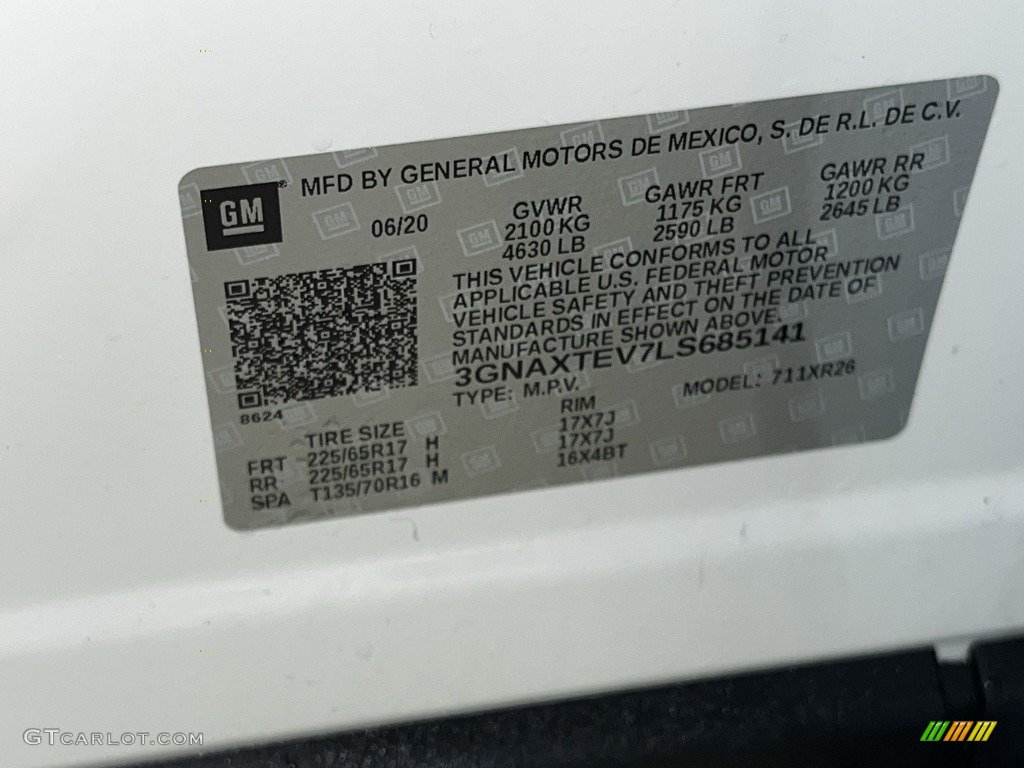 MFD BY GENERAL MOTORS DE MEXICO, S. DE R.L. DE C.V.
GM®
06/20
GVWR
2100 KG
4630 LB
GAWR FRT
1175 KG
2590 LB
GAWR RR
1200 KG
2645 LB
THIS VEHICLE CONFORMS TO ALL
APPLICABLE U.S. FEDERAL MOTOR
VEHICLE SAFETY AND THEFT PREVENTION
STANDARDS IN EFFECT ON THE DATE OF
MANUFACTURE SHOWN ABOVE.
3GNAXTEV7LS685141
TYPE: M.P.V. MODEL: 711XR26
8624
TIRE SIZE RIM
FRT 225/65R17 H 17X7J
RR 225/65R17 H 17X7J
SPA T135/70R16 M 16X4BT
GTCARLOT.COM